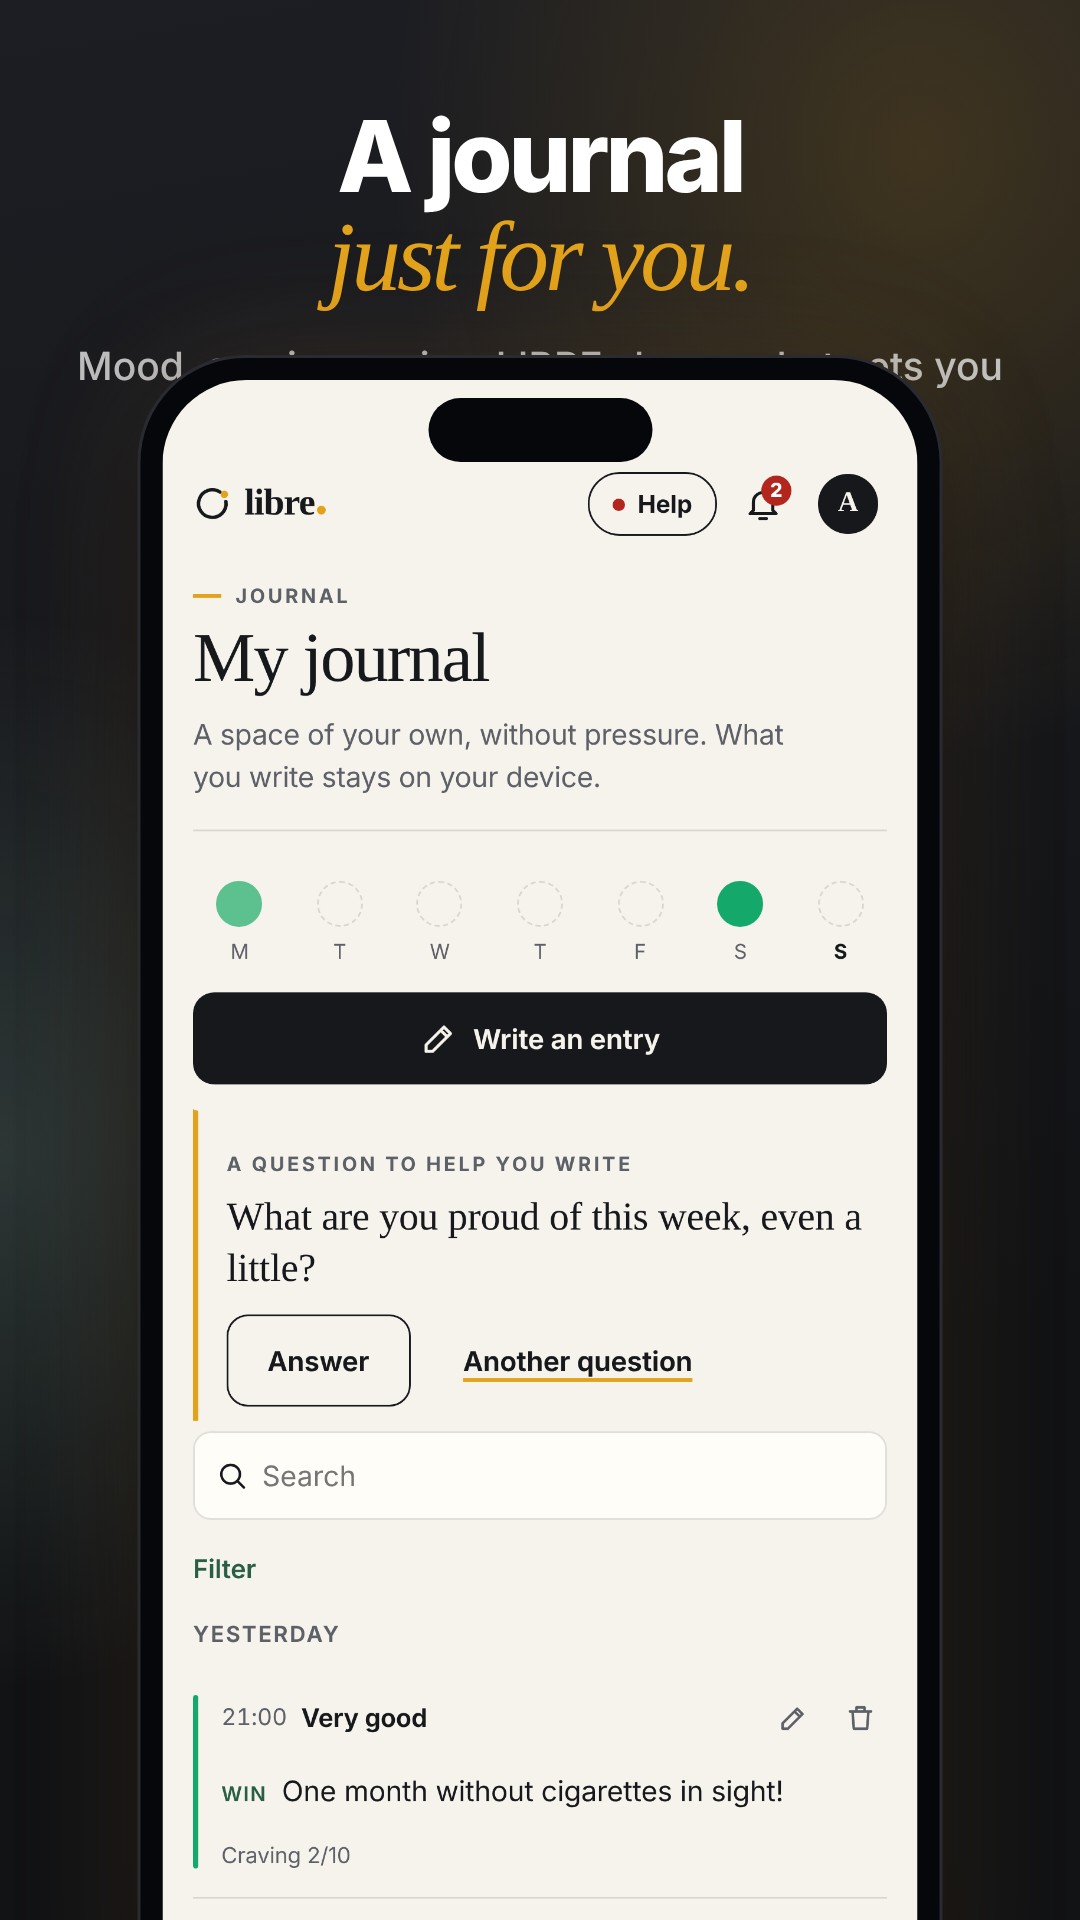 A journal
just for you.
Mood
ets you
libre.
Help
2
A
JOURNAL
My journal
A space of your own, without pressure. What
you write stays on your device.
M T W T F S S
Write an entry
A QUESTION TO HELP YOU WRITE
What are you proud of this week, even a
little?
Answer
Another question
Search
Filter
YESTERDAY
21:00 Very good
WIN One month without cigarettes in sight!
Craving 2/10